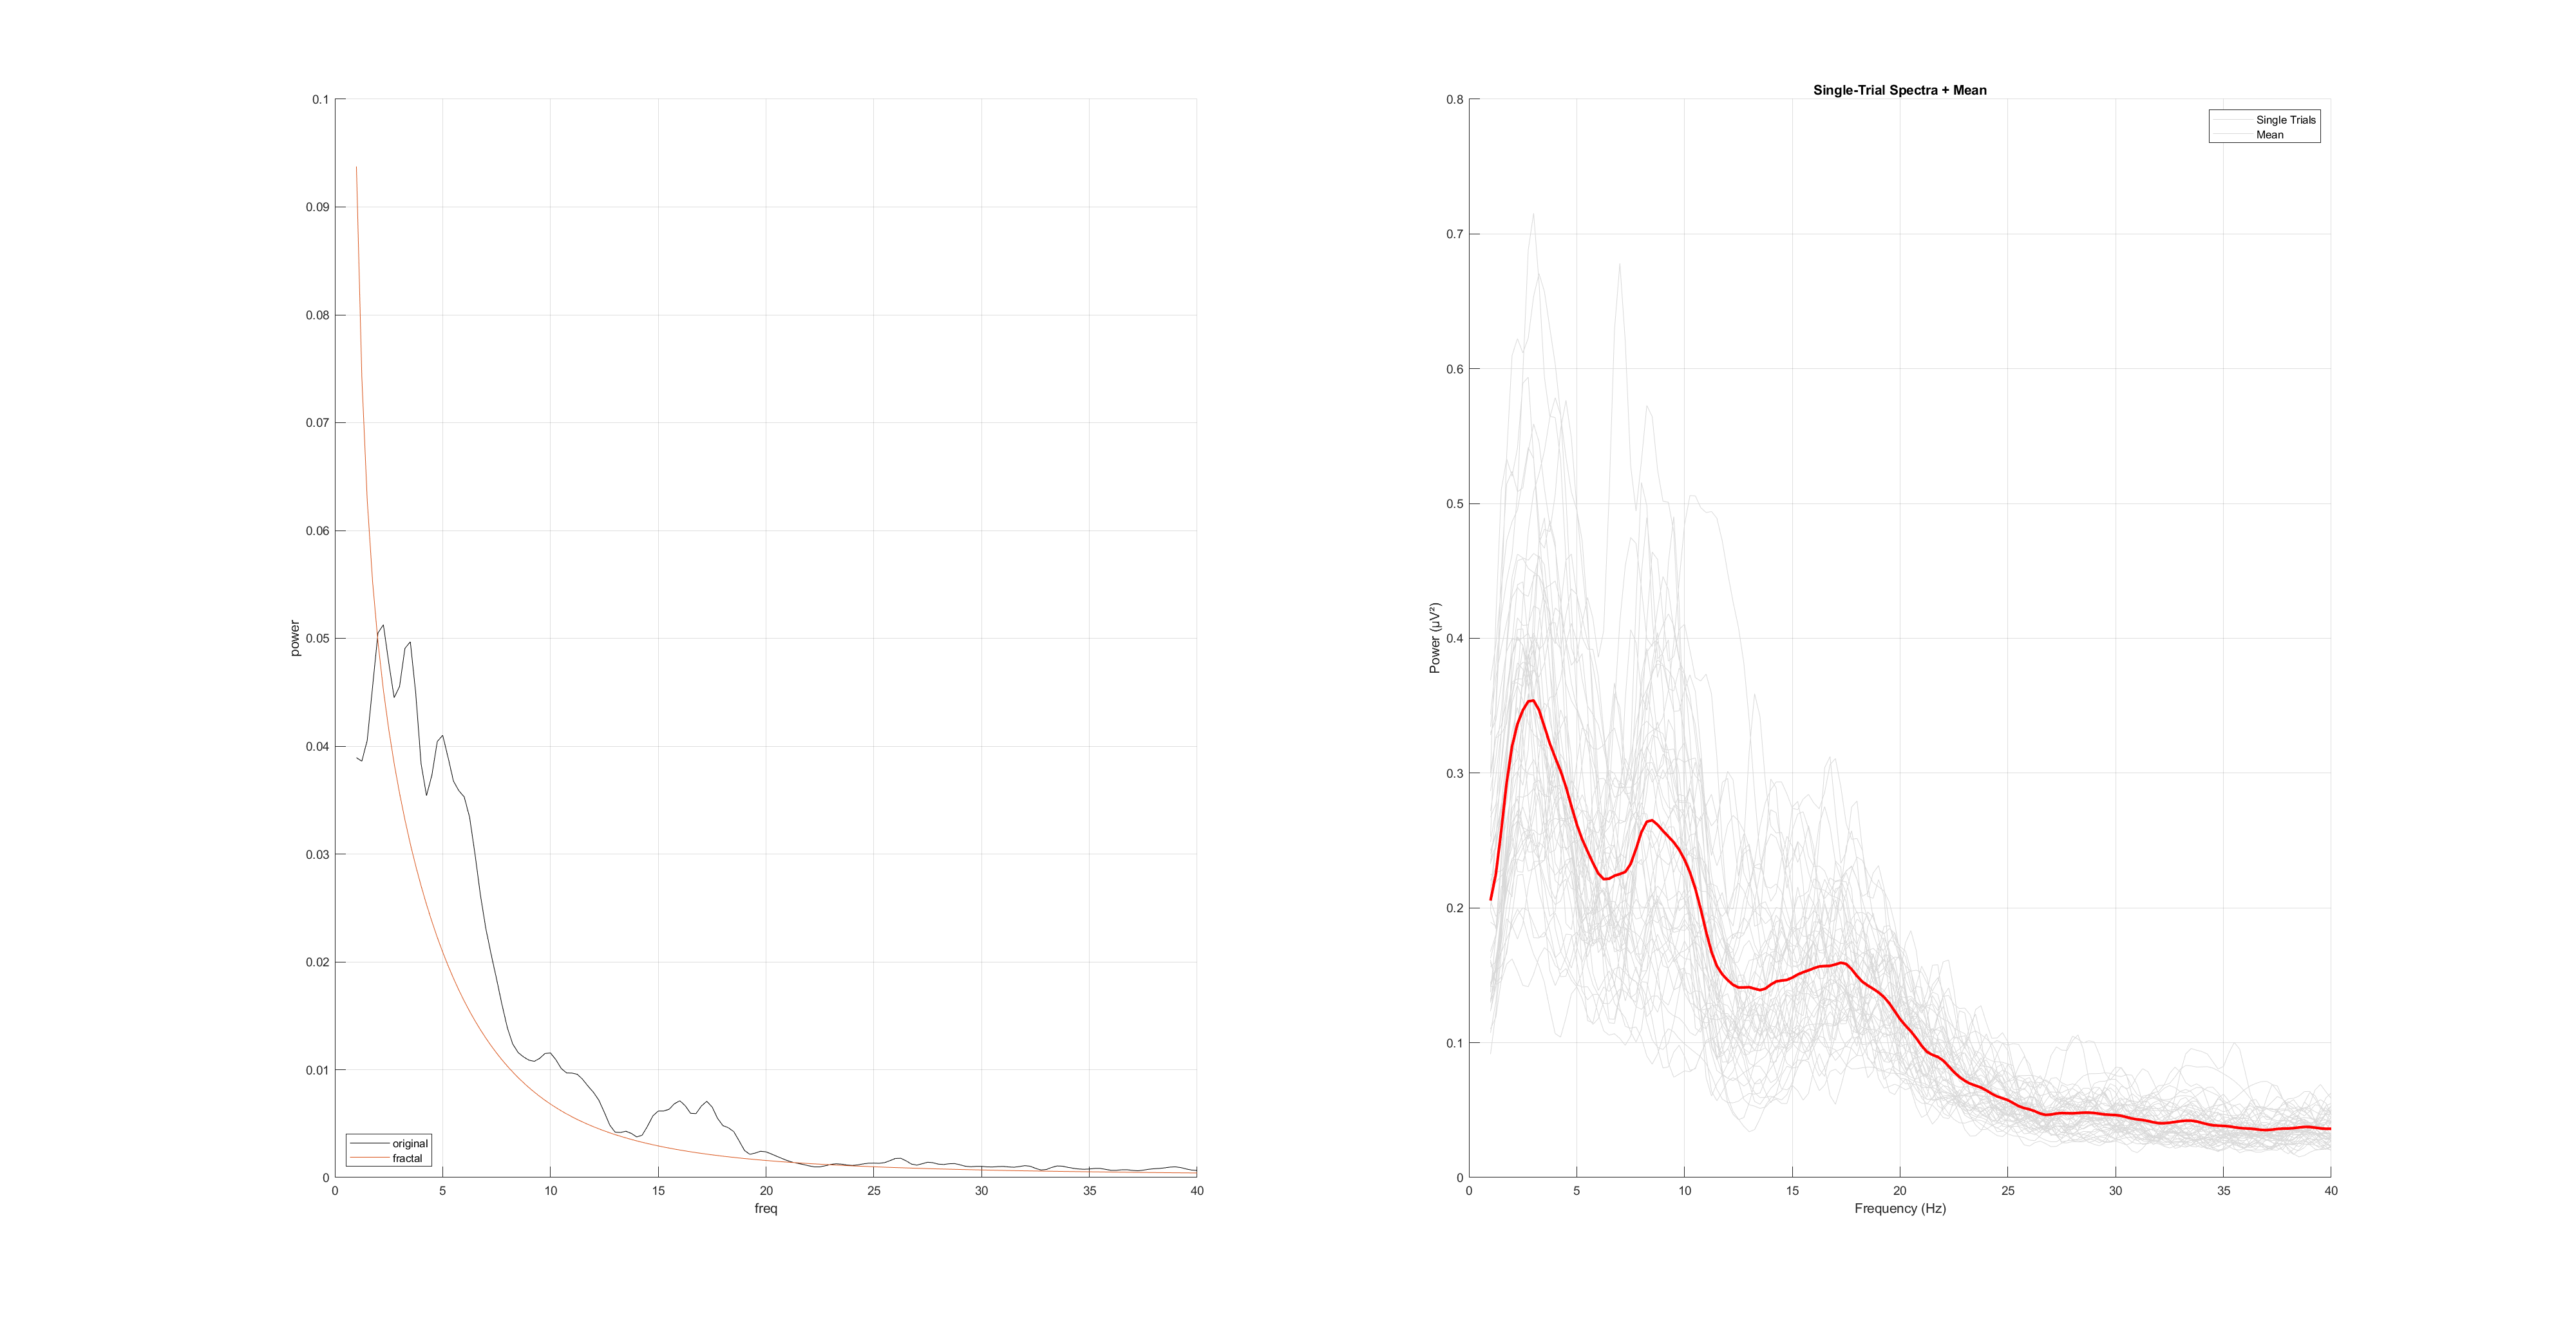 0.1
0.09
0.08
0.07
0.06
0.05
0.04
0.03
0.02
0.01
0
power
original
fractal
0 5 10 15 20 25 30 35 40
freq
Single-Trial Spectra + Mean
Single Trials
Mean
0.8
0.7
0.6
0.5
0.4
0.3
0.2
0.1
0
Power (µV²)
0 5 10 15 20 25 30 35 40
Frequency (Hz)